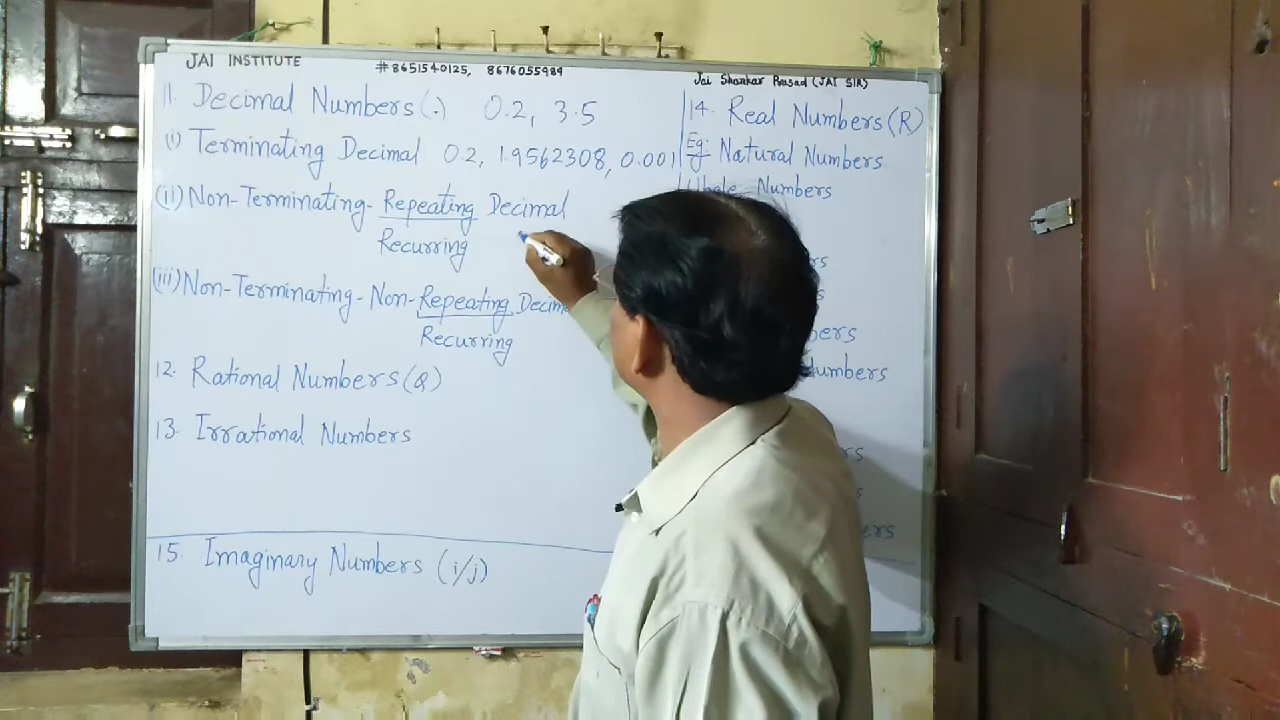 JAI INSTITUTE #8651540125, 8676055989 Jai Shankar Prasad (JAI SIR)
11. Decimal Numbers (.) 0.2, 3.5
(i) Terminating Decimal 0.2, 1.9562308, 0.001
(ii) Non-Terminating-Repeating Decimal
Recurring
(iii) Non-Terminating-Non-Repeating
Recurring
12. Rational Numbers (Q)
13. Irrational Numbers
14. Real Numbers (R)
Eg: Natural Numbers
Numbers
15. Imaginary Numbers (i/j)